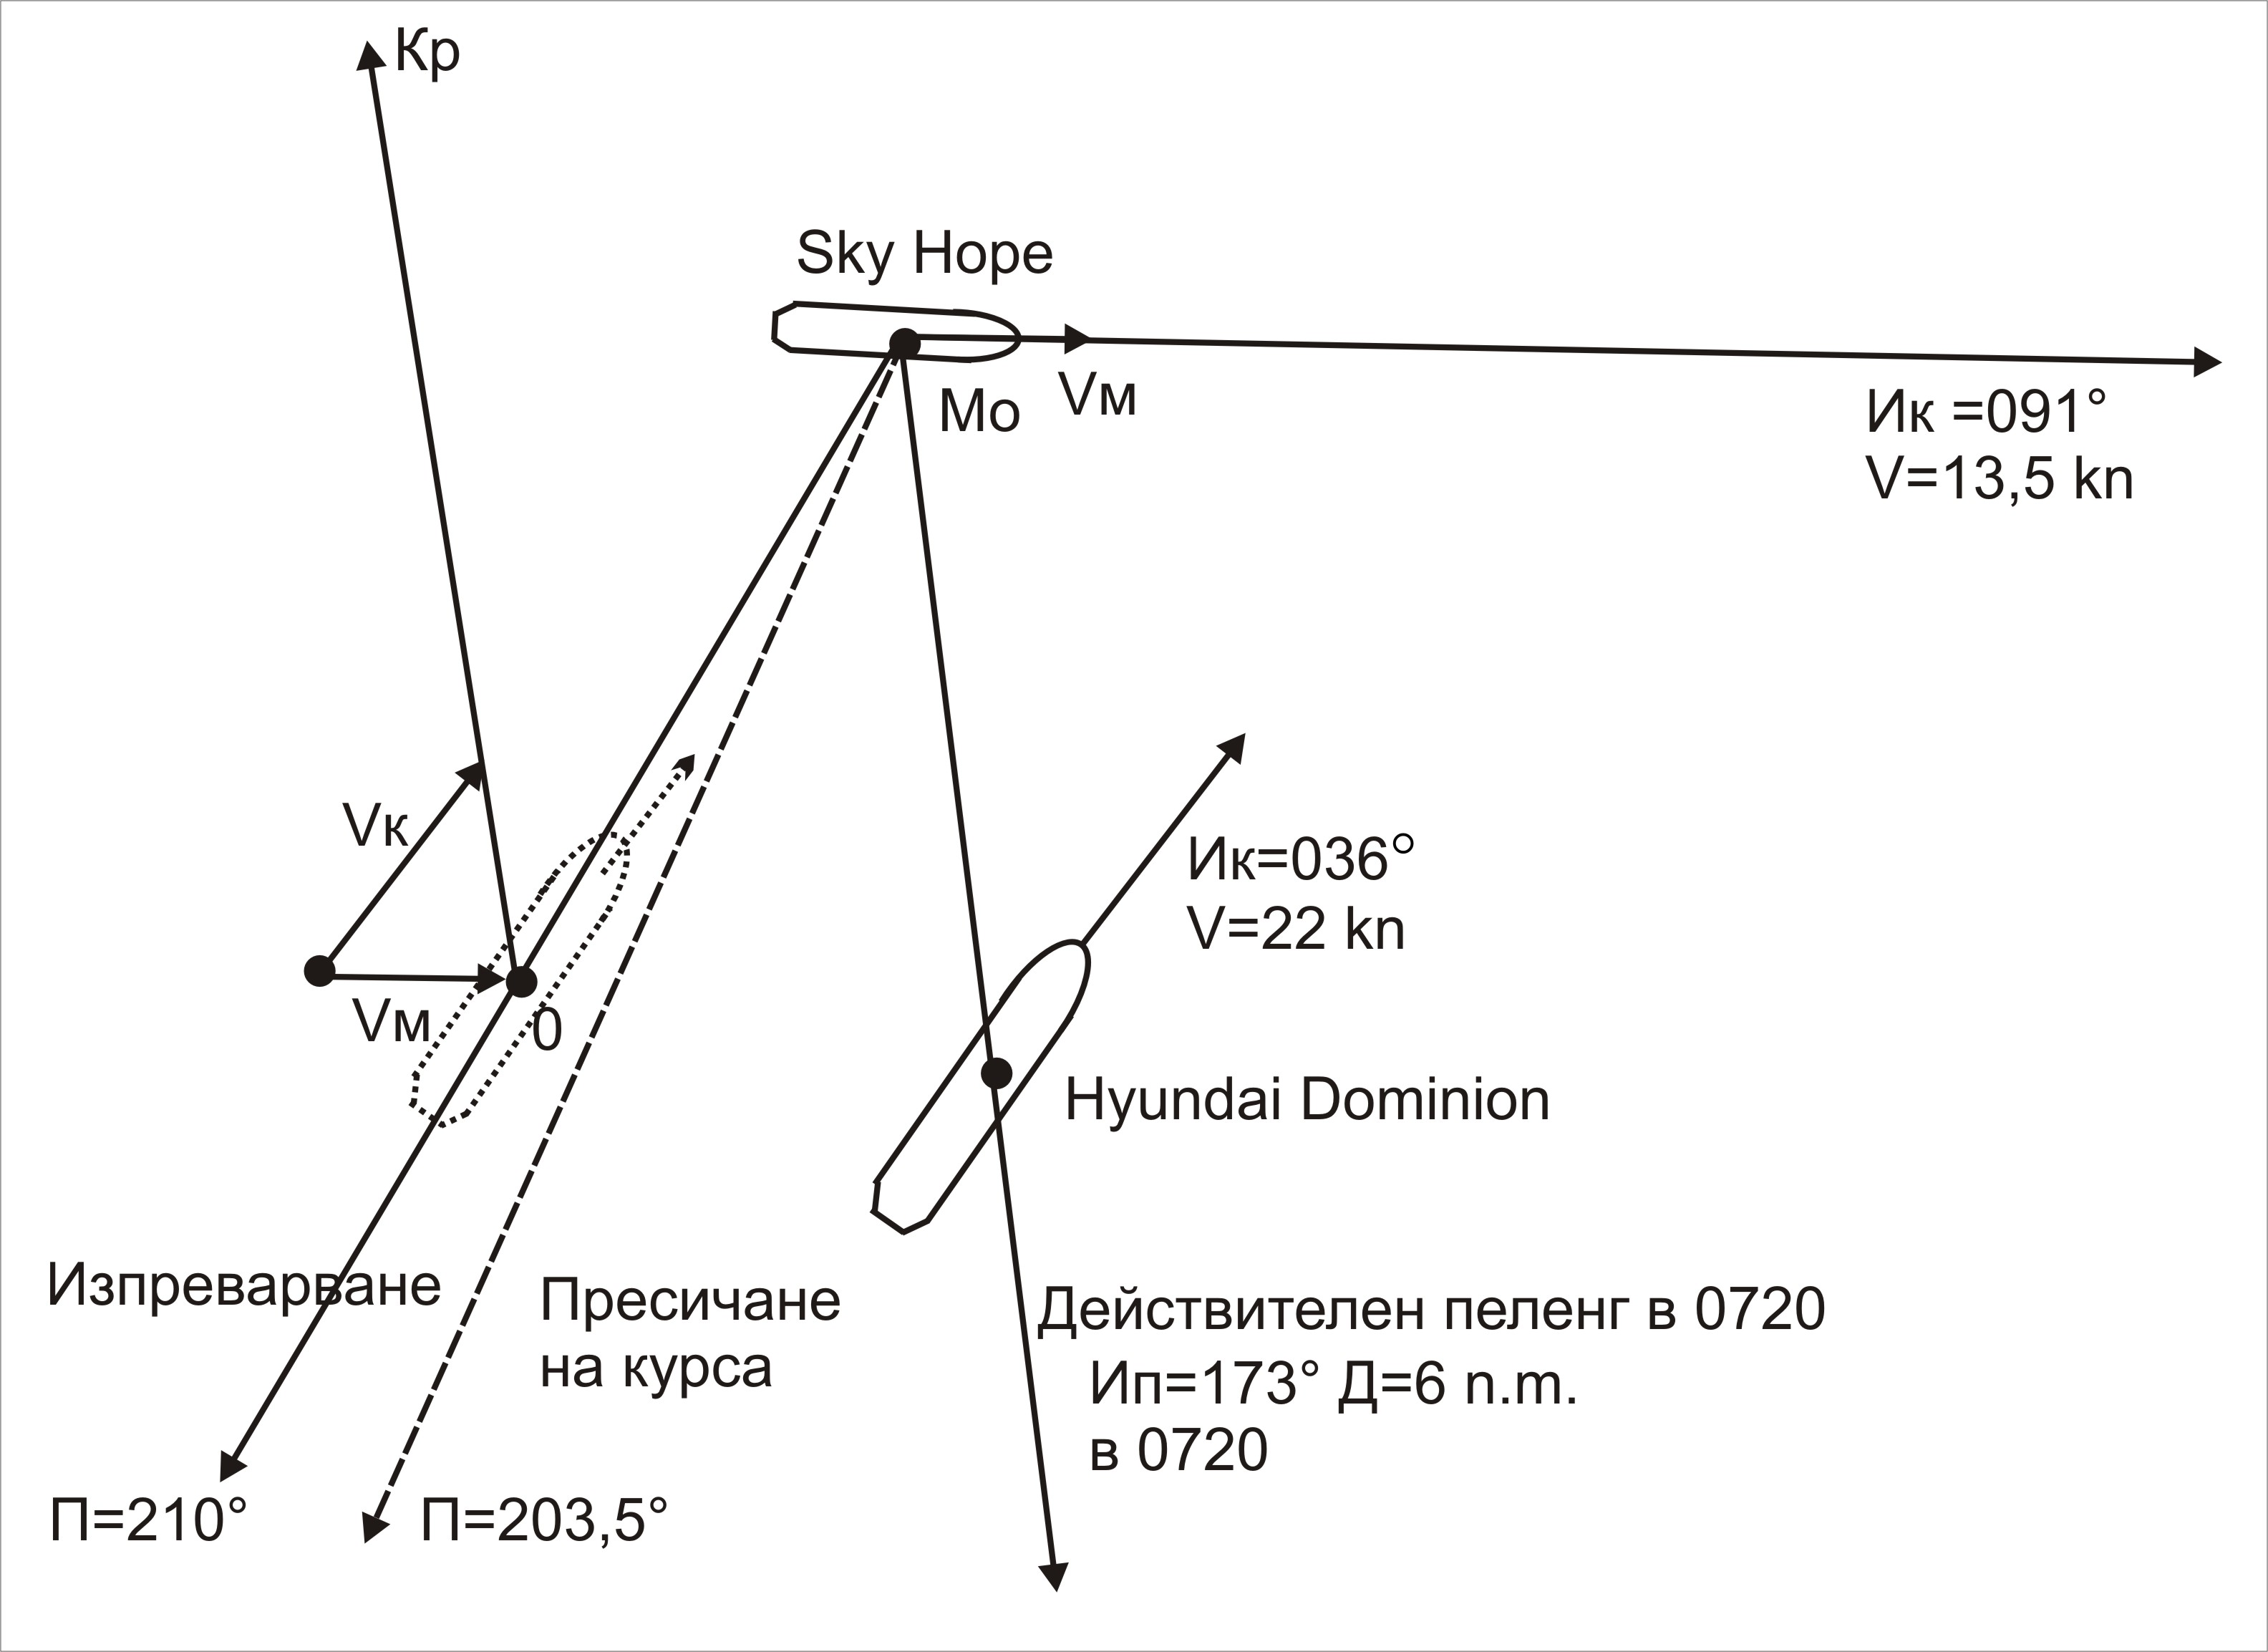 Кр
Sky Hope
Мо
Vм
Ик =091°
V=13,5 kn
Vк
Ик=036°
V=22 kn
Vм
0
Hyundai Dominion
Изпреварване
Пресичане
на курса
Действителен пеленг в 0720
Ип=173° Д=6 n.m.
в 0720
П=210°
П=203,5°